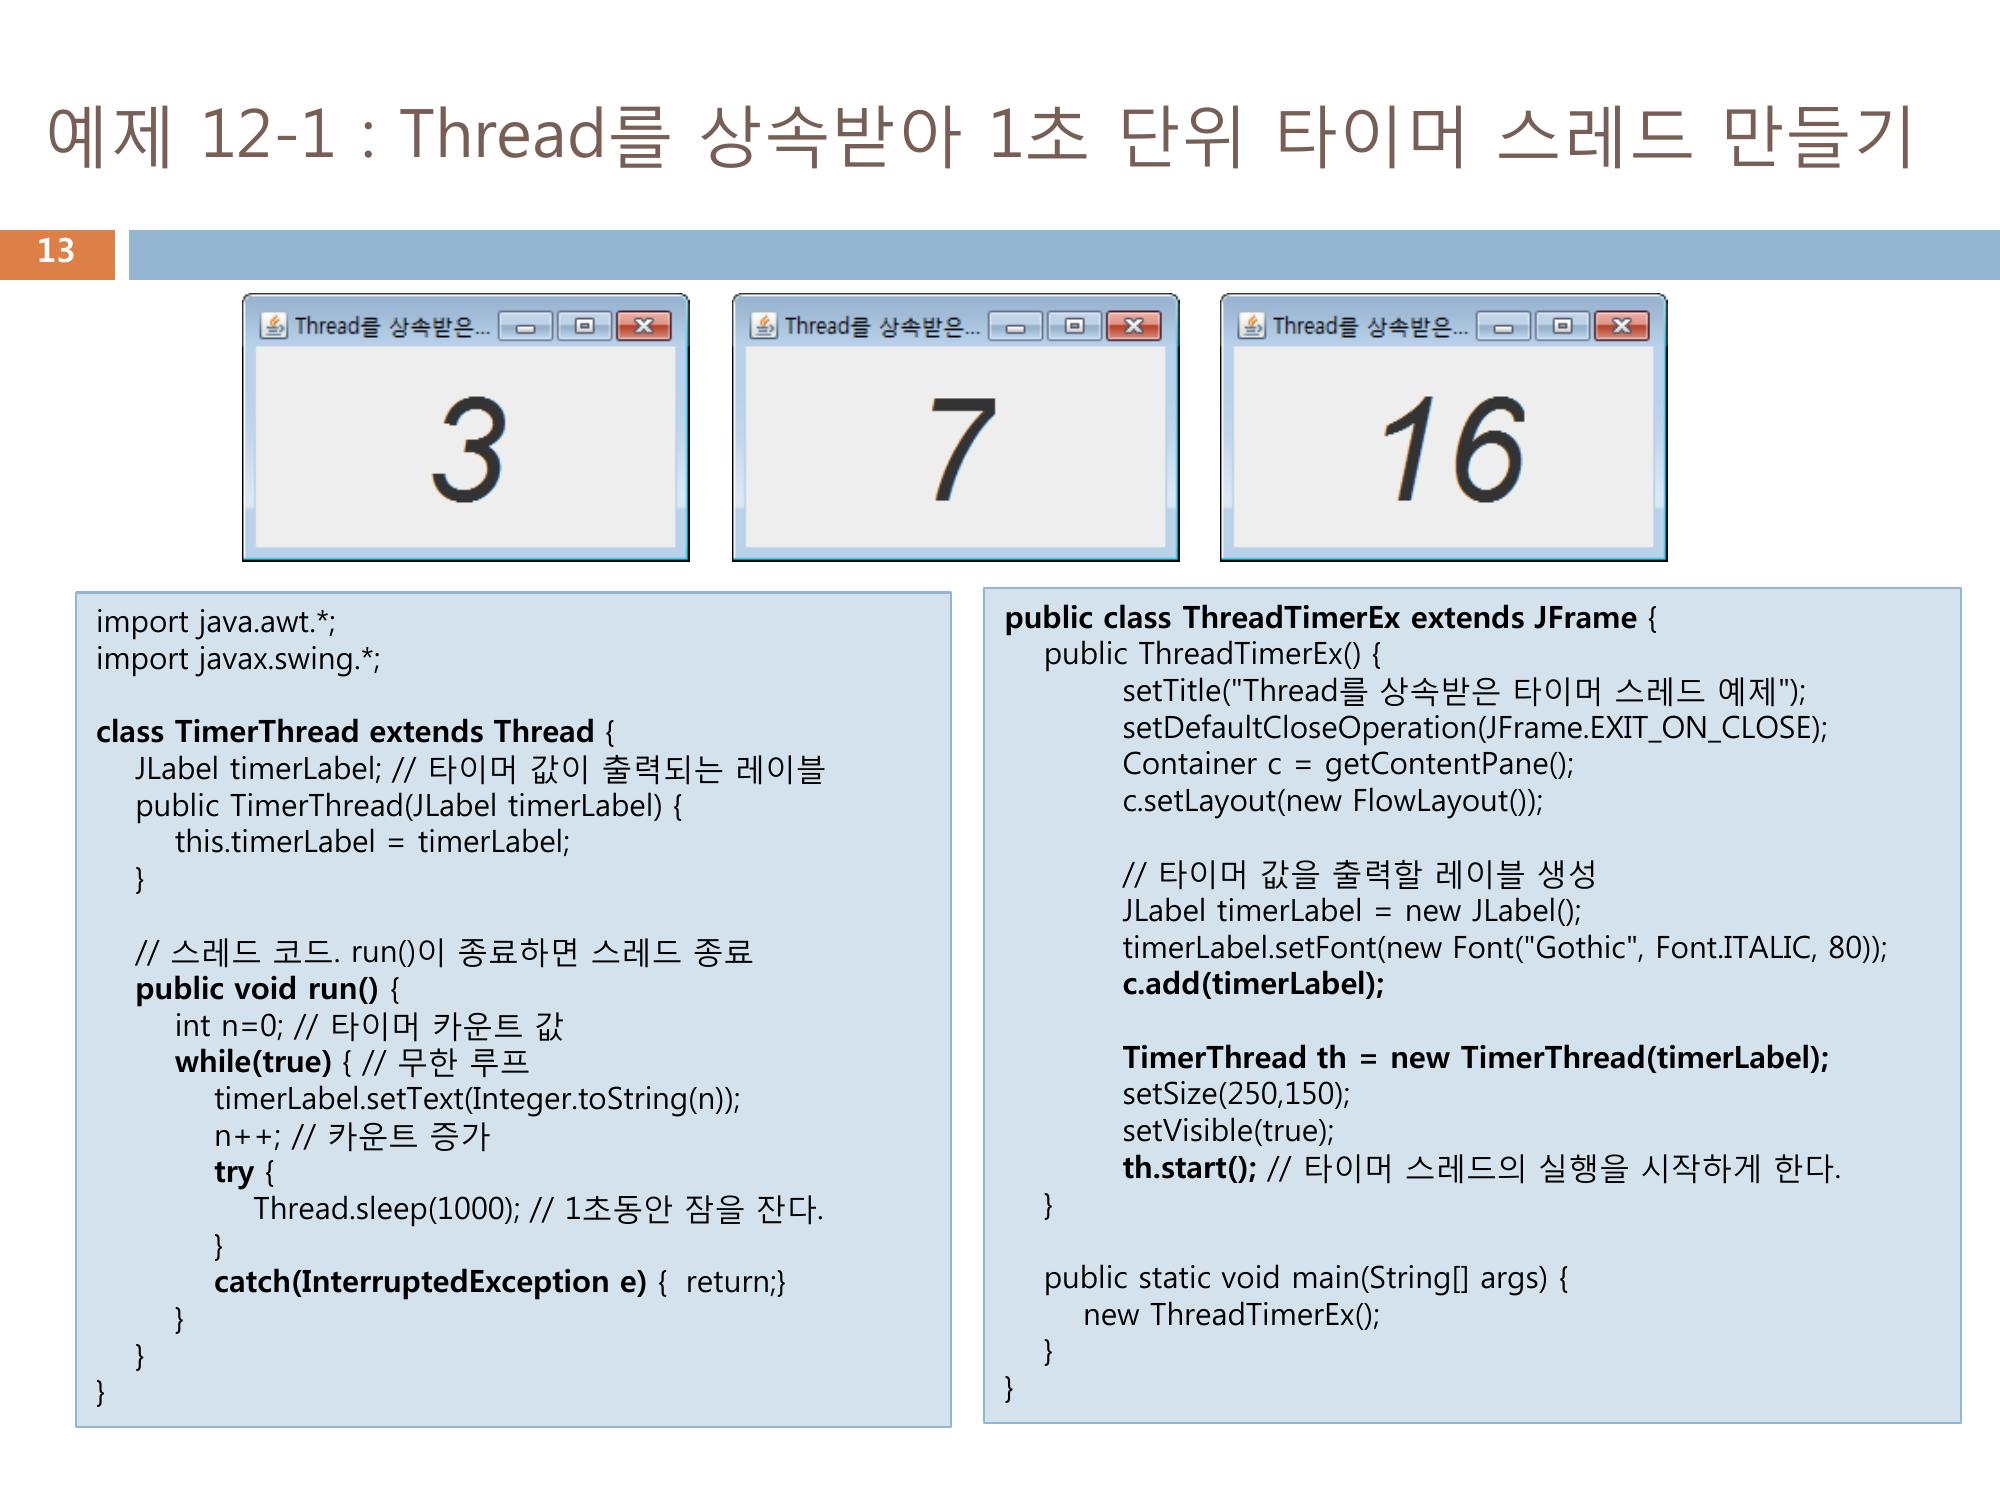 예제 12-1 : Thread를 상속받아 1초 단위 타이머 스레드 만들기
13
Thread를 상속받은...
3
Thread를 상속받은...
7
Thread를 상속받은...
16
import java.awt.*;
import javax.swing.*;
class TimerThread extends Thread {
JLabel timerLabel; // 타이머 값이 출력되는 레이블
public TimerThread(JLabel timerLabel) {
this.timerLabel = timerLabel;
}
// 스레드 코드. run()이 종료하면 스레드 종료
public void run() {
int n=0; // 타이머 카운트 값
while(true) { // 무한 루프
timerLabel.setText(Integer.toString(n));
n++; // 카운트 증가
try {
Thread.sleep(1000); // 1초동안 잠을 잔다.
}
catch(InterruptedException e) {  return;}
}
}
}
public class ThreadTimerEx extends JFrame {
public ThreadTimerEx() {
setTitle("Thread를 상속받은 타이머 스레드 예제");
setDefaultCloseOperation(JFrame.EXIT_ON_CLOSE);
Container c = getContentPane();
c.setLayout(new FlowLayout());
// 타이머 값을 출력할 레이블 생성
JLabel timerLabel = new JLabel();
timerLabel.setFont(new Font("Gothic", Font.ITALIC, 80));
c.add(timerLabel);
TimerThread th = new TimerThread(timerLabel);
setSize(250,150);
setVisible(true);
th.start(); // 타이머 스레드의 실행을 시작하게 한다.
}
public static void main(String[] args) {
new ThreadTimerEx();
}
}